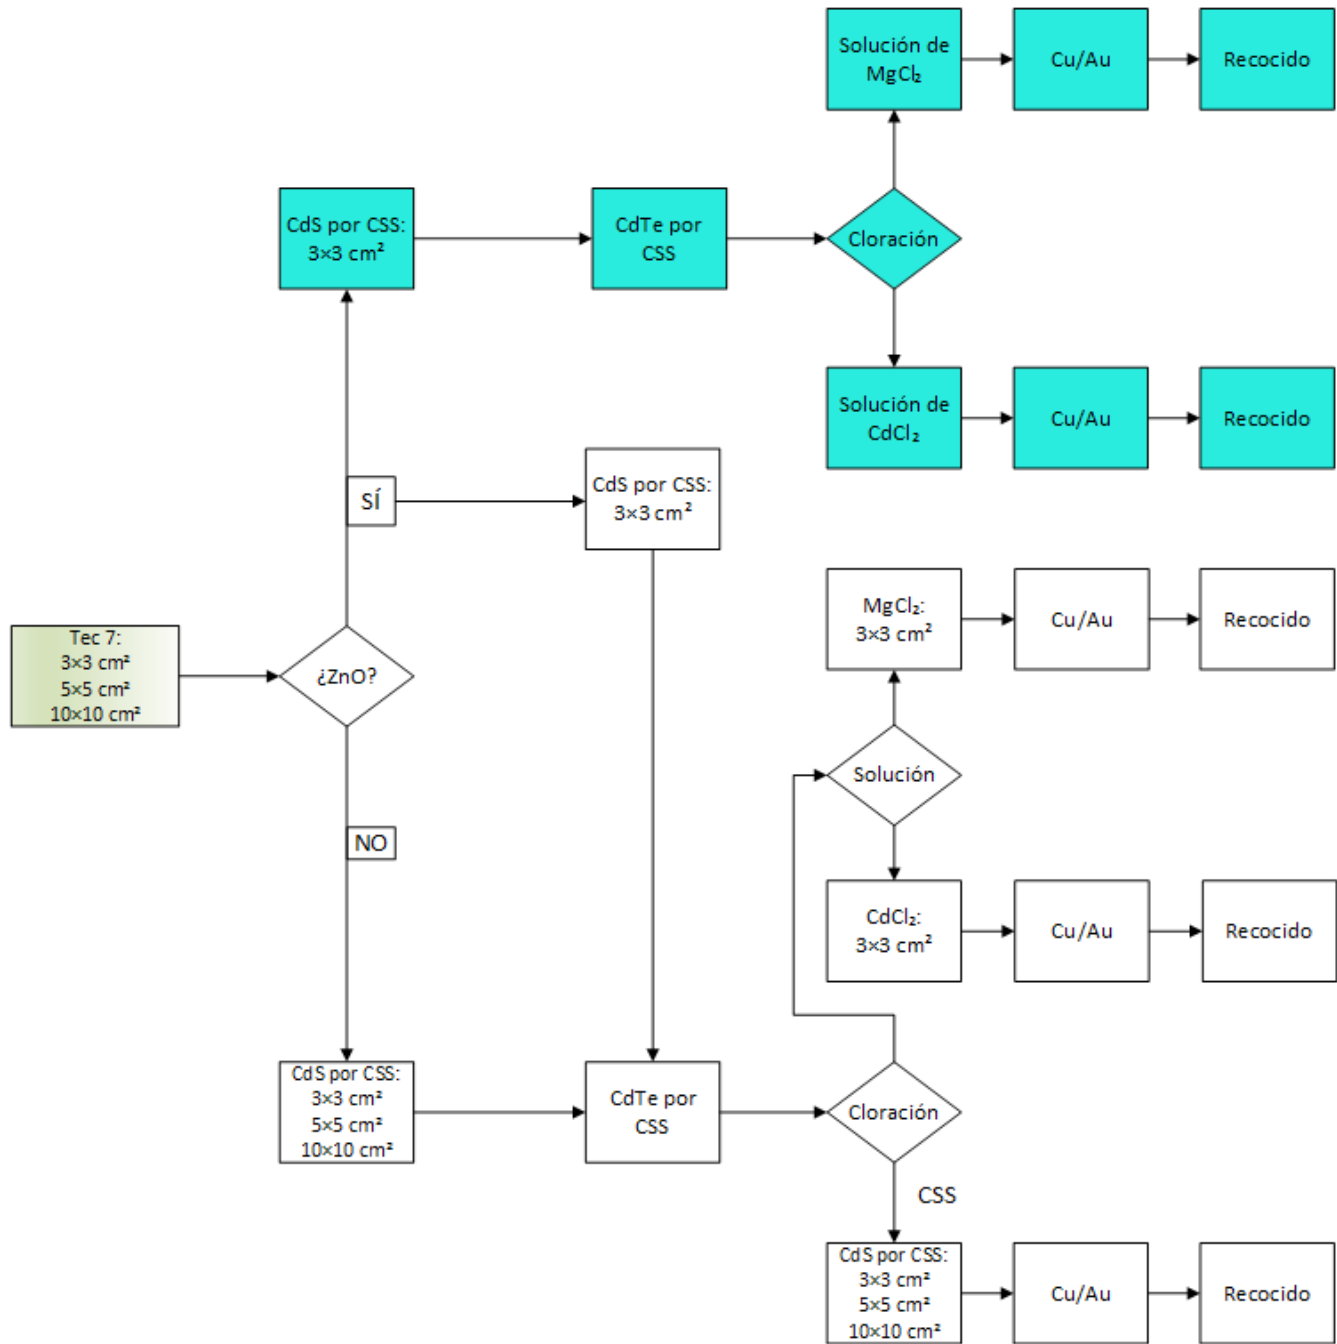 Solución de
MgCl₂
Cu/Au
Recocido
CdS por CSS:
3×3 cm²
CdTe por
CSS
Cloración
Solución de
CdCl₂
Cu/Au
Recocido
SÍ
CdS por CSS:
3×3 cm²
MgCl₂:
3×3 cm²
Cu/Au
Recocido
Tec 7:
3×3 cm²
5×5 cm²
10×10 cm²
¿ZnO?
Solución
NO
CdCl₂:
3×3 cm²
Cu/Au
Recocido
CdS por CSS:
3×3 cm²
5×5 cm²
10×10 cm²
CdTe por
CSS
Cloración
CSS
CdS por CSS:
3×3 cm²
5×5 cm²
10×10 cm²
Cu/Au
Recocido